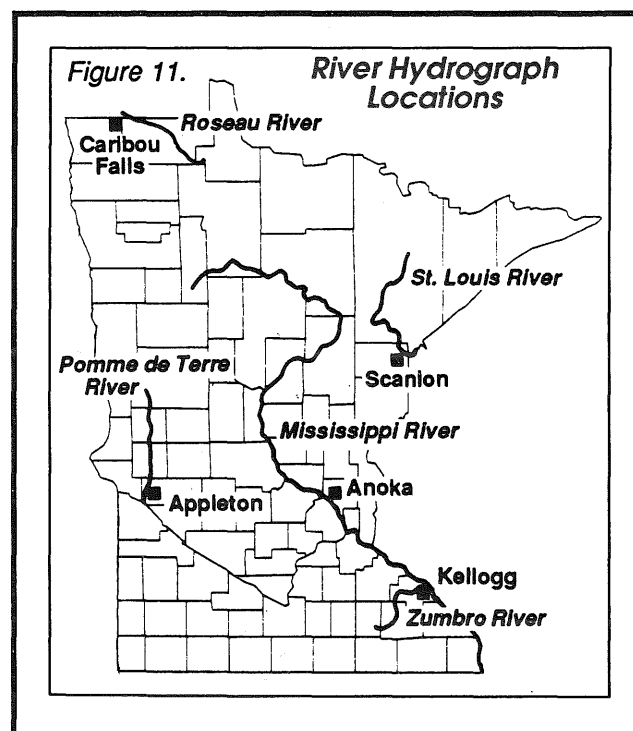 Figure 11.
River Hydrograph
Locations
Roseau River
Caribou
Falls
St. Louis River
Pomme de Terre
River
Scanlon
Mississippi River
Appleton
Anoka
Kellogg
Zumbro River